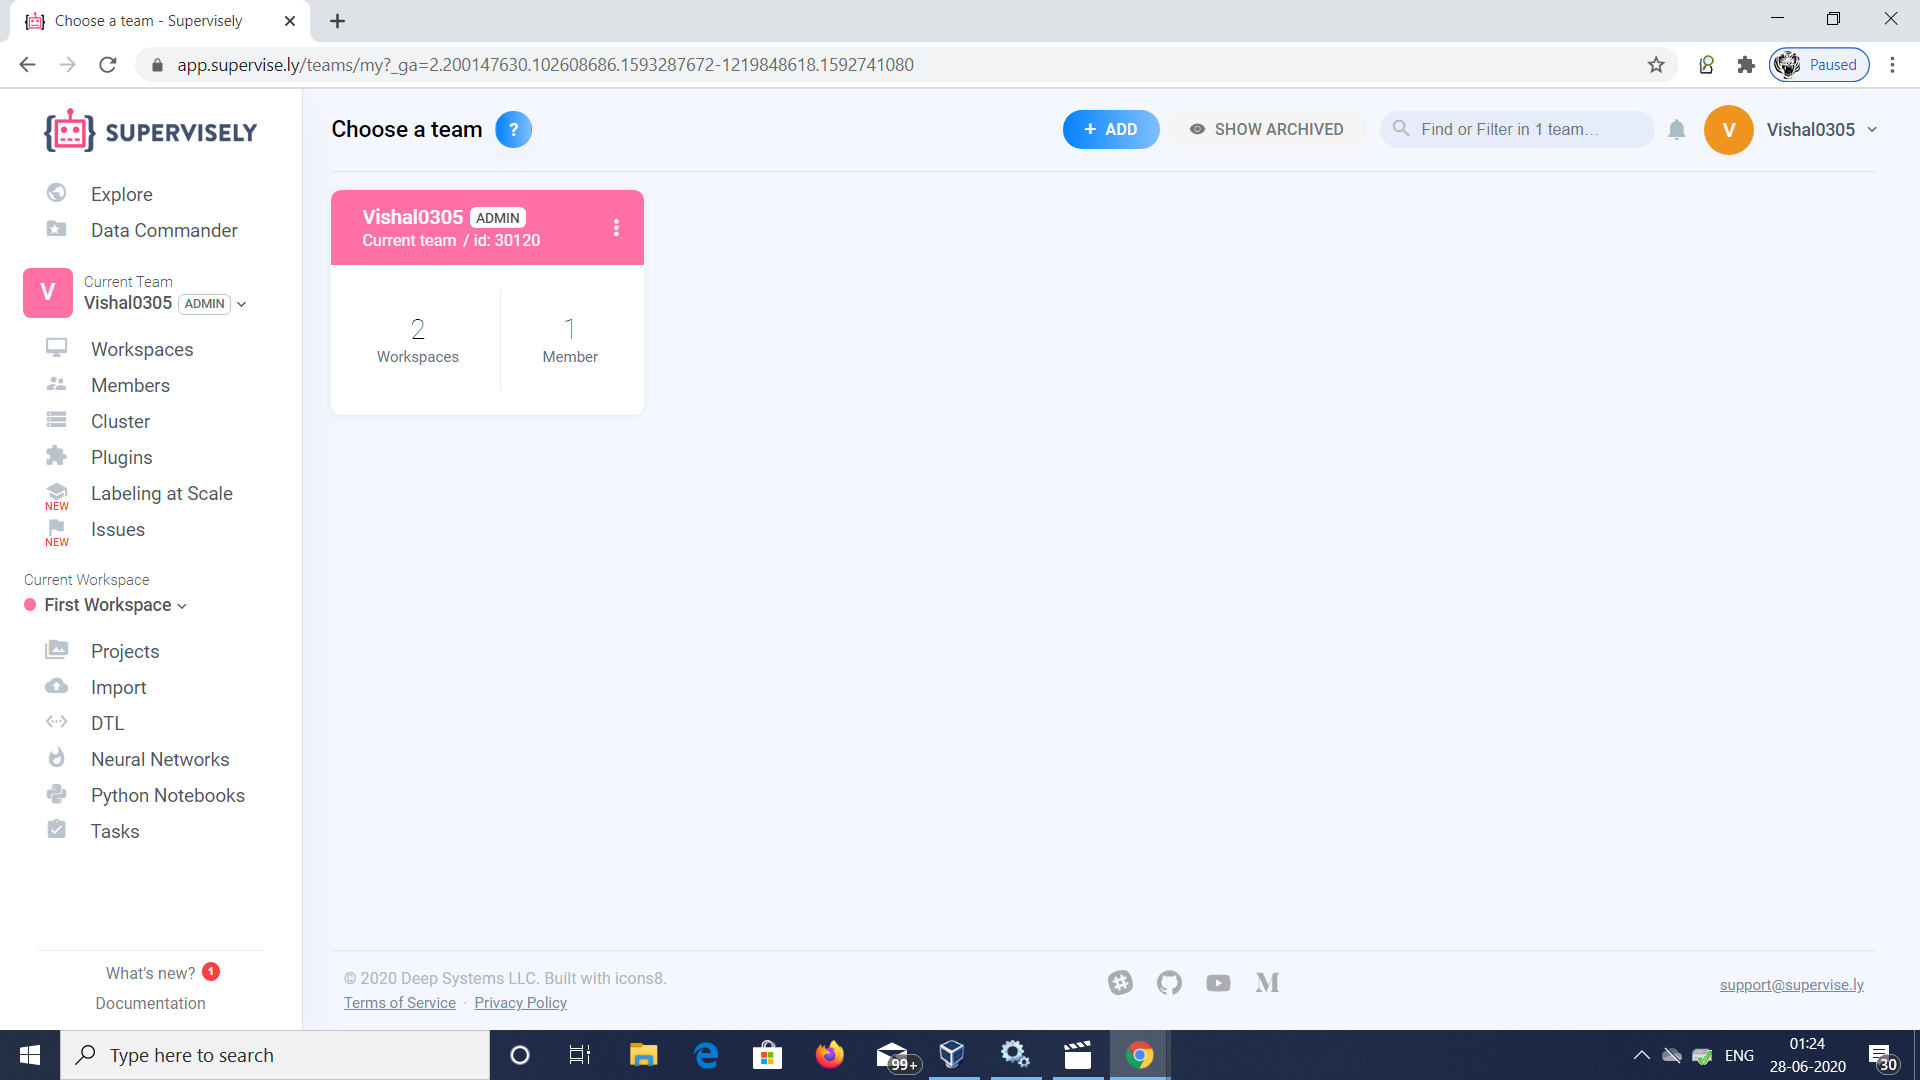 Choose a team - Supervisely
app.supervise.ly/teams/my?_ga=2.200147630.102608686.1593287672-1219848618.1592741080
Paused
SUPERVISELY
Explore
Data Commander
V
Current Team
Vishal0305 ADMIN
Workspaces
Members
Cluster
Plugins
Labeling at Scale
NEW
Issues
NEW
Current Workspace
First Workspace
Projects
Import
DTL
Neural Networks
Python Notebooks
Tasks
What's new? 1
Documentation
Choose a team ?
+ ADD
SHOW ARCHIVED
Find or Filter in 1 team...
V
Vishal0305
Vishal0305 ADMIN
Current team / id: 30120
2
Workspaces
1
Member
© 2020 Deep Systems LLC. Built with icons8.
Terms of Service · Privacy Policy
M
support@supervise.ly
Type here to search
99+
ENG
01:24
28-06-2020
30